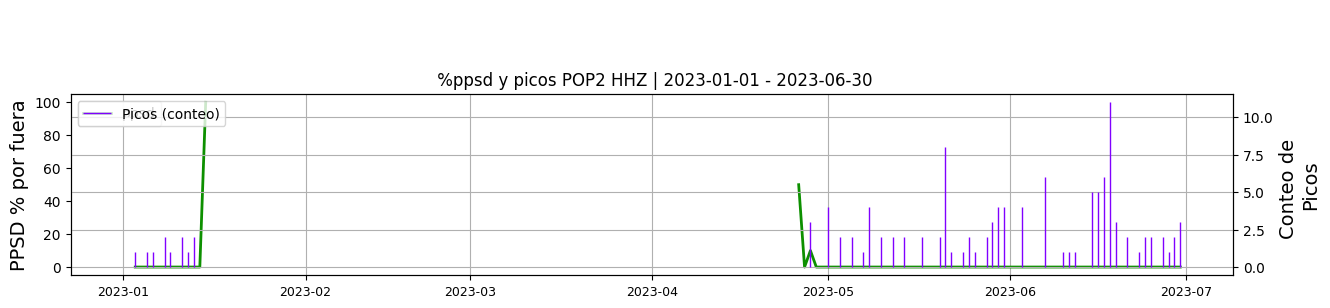 %ppsd y picos POP2 HHZ | 2023-01-01 - 2023-06-30
PPSD % por fuera
100
80
60
40
20
0
Picos (conteo)
10.0
7.5
5.0
2.5
0.0
Conteo de
Picos
2023-01 2023-02 2023-03 2023-04 2023-05 2023-06 2023-07